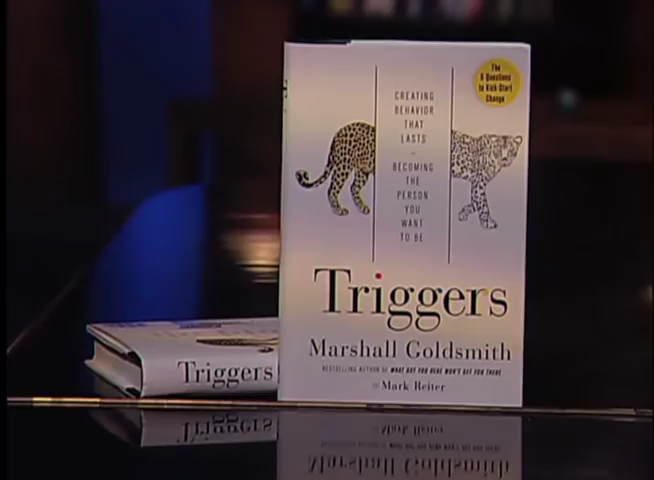 The
6 Questions
to Kick-Start
Change
CREATING
BEHAVIOR
THAT
LASTS
–
BECOMING
THE
PERSON
YOU
WANT
TO BE
Triggers
Marshall Goldsmith
BESTSELLING AUTHOR OF WHAT GOT YOU HERE WON'T GET YOU THERE
Mark Reiter
Triggers